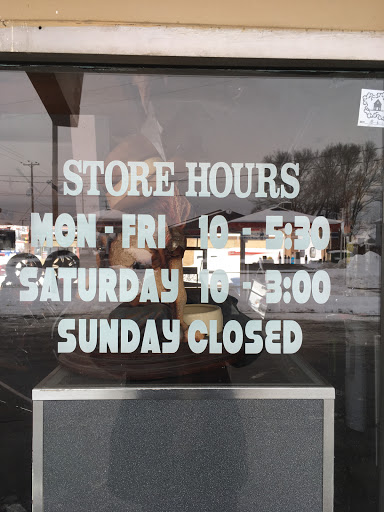 STORE HOURS
MON - FRI 10 - 5:30
SATURDAY 10 - 3:00
SUNDAY CLOSED